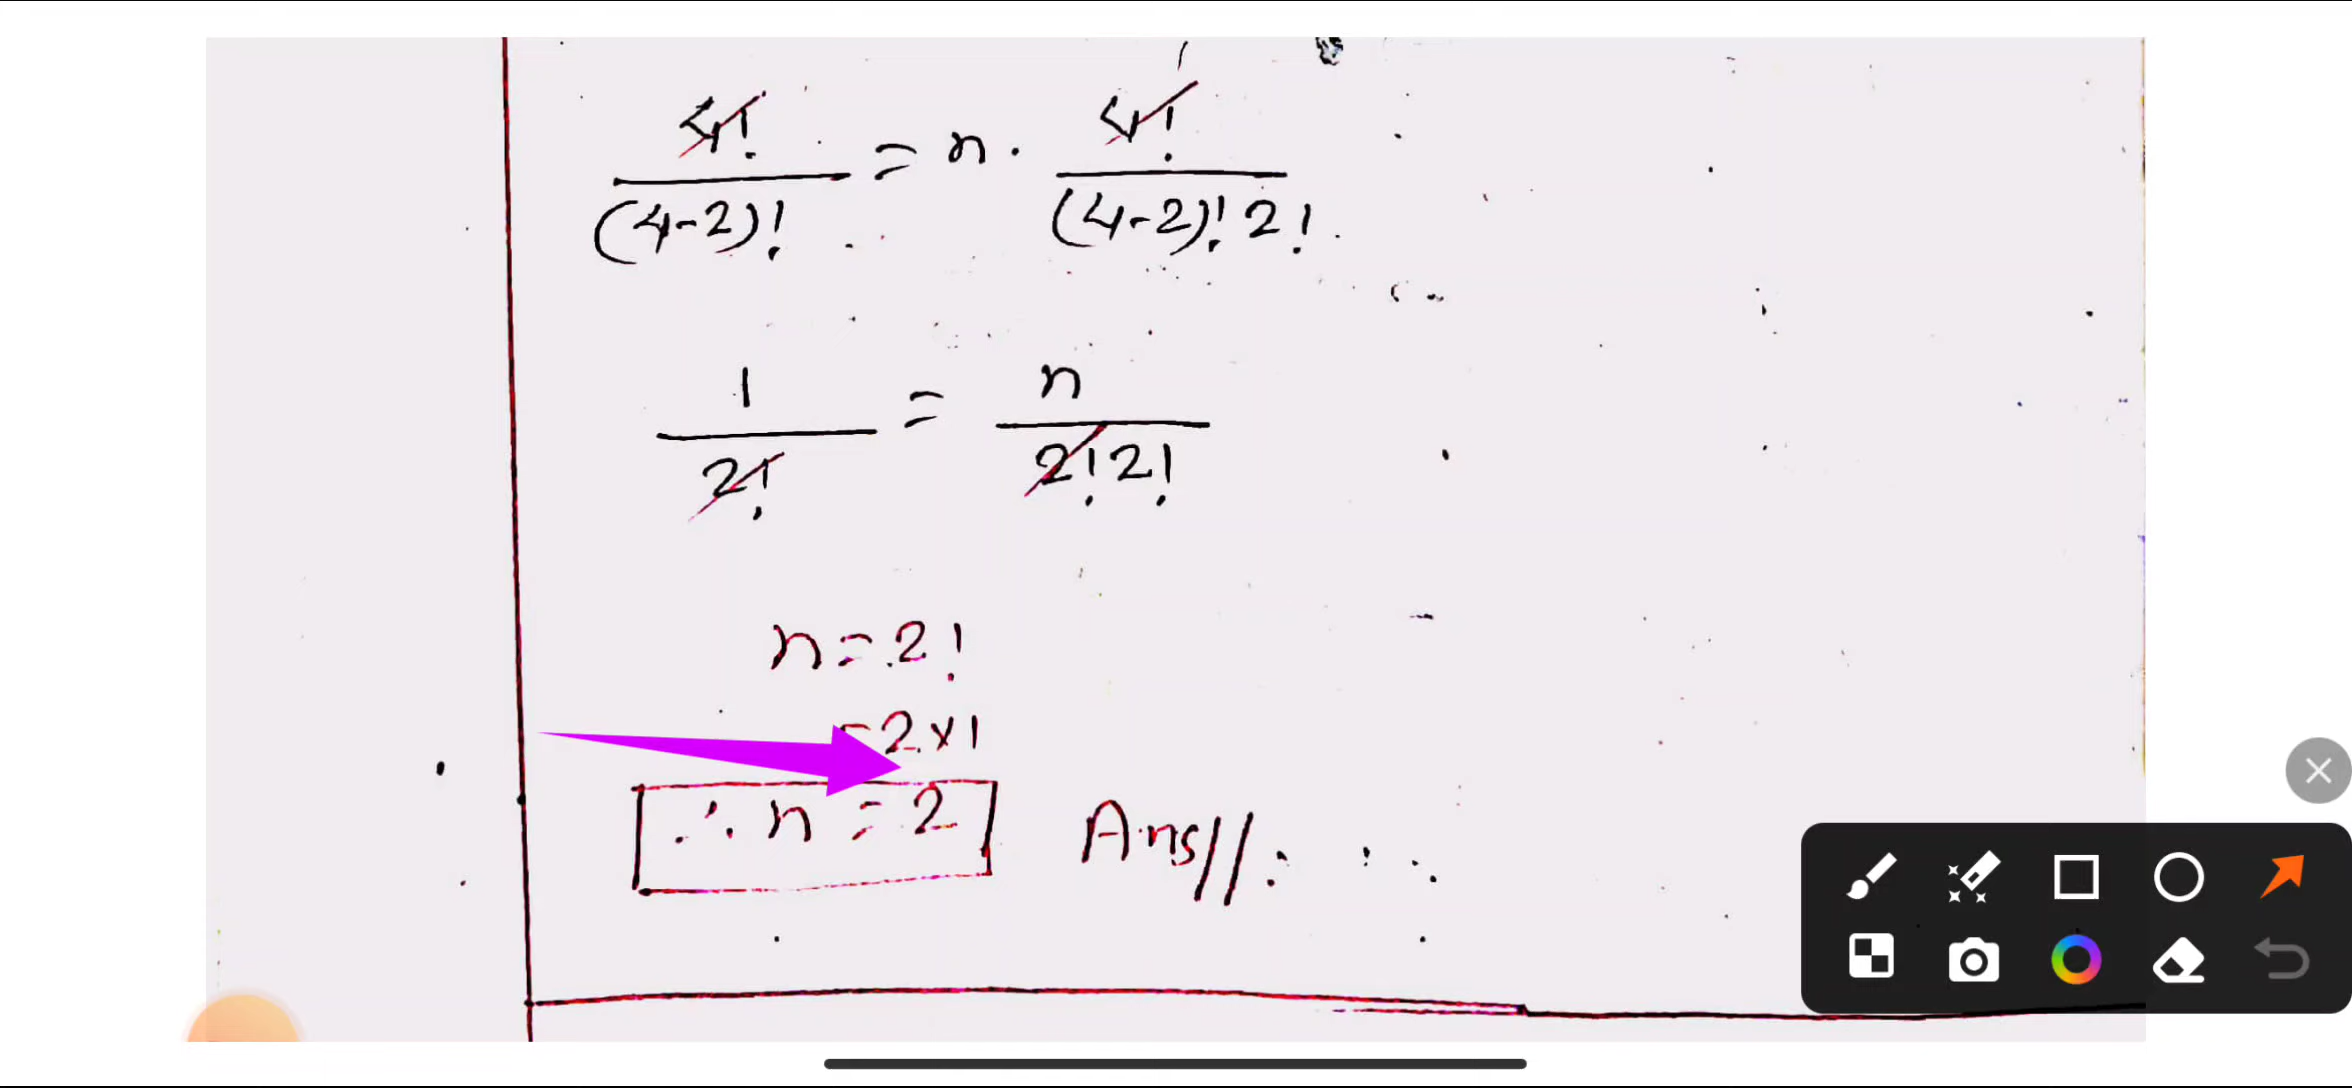 4!/(4-2)! = n · 4!/(4-2)! 2!
1/2! = n/2! 2!
n = 2!
= 2 x 1
∴ n = 2 Ans//